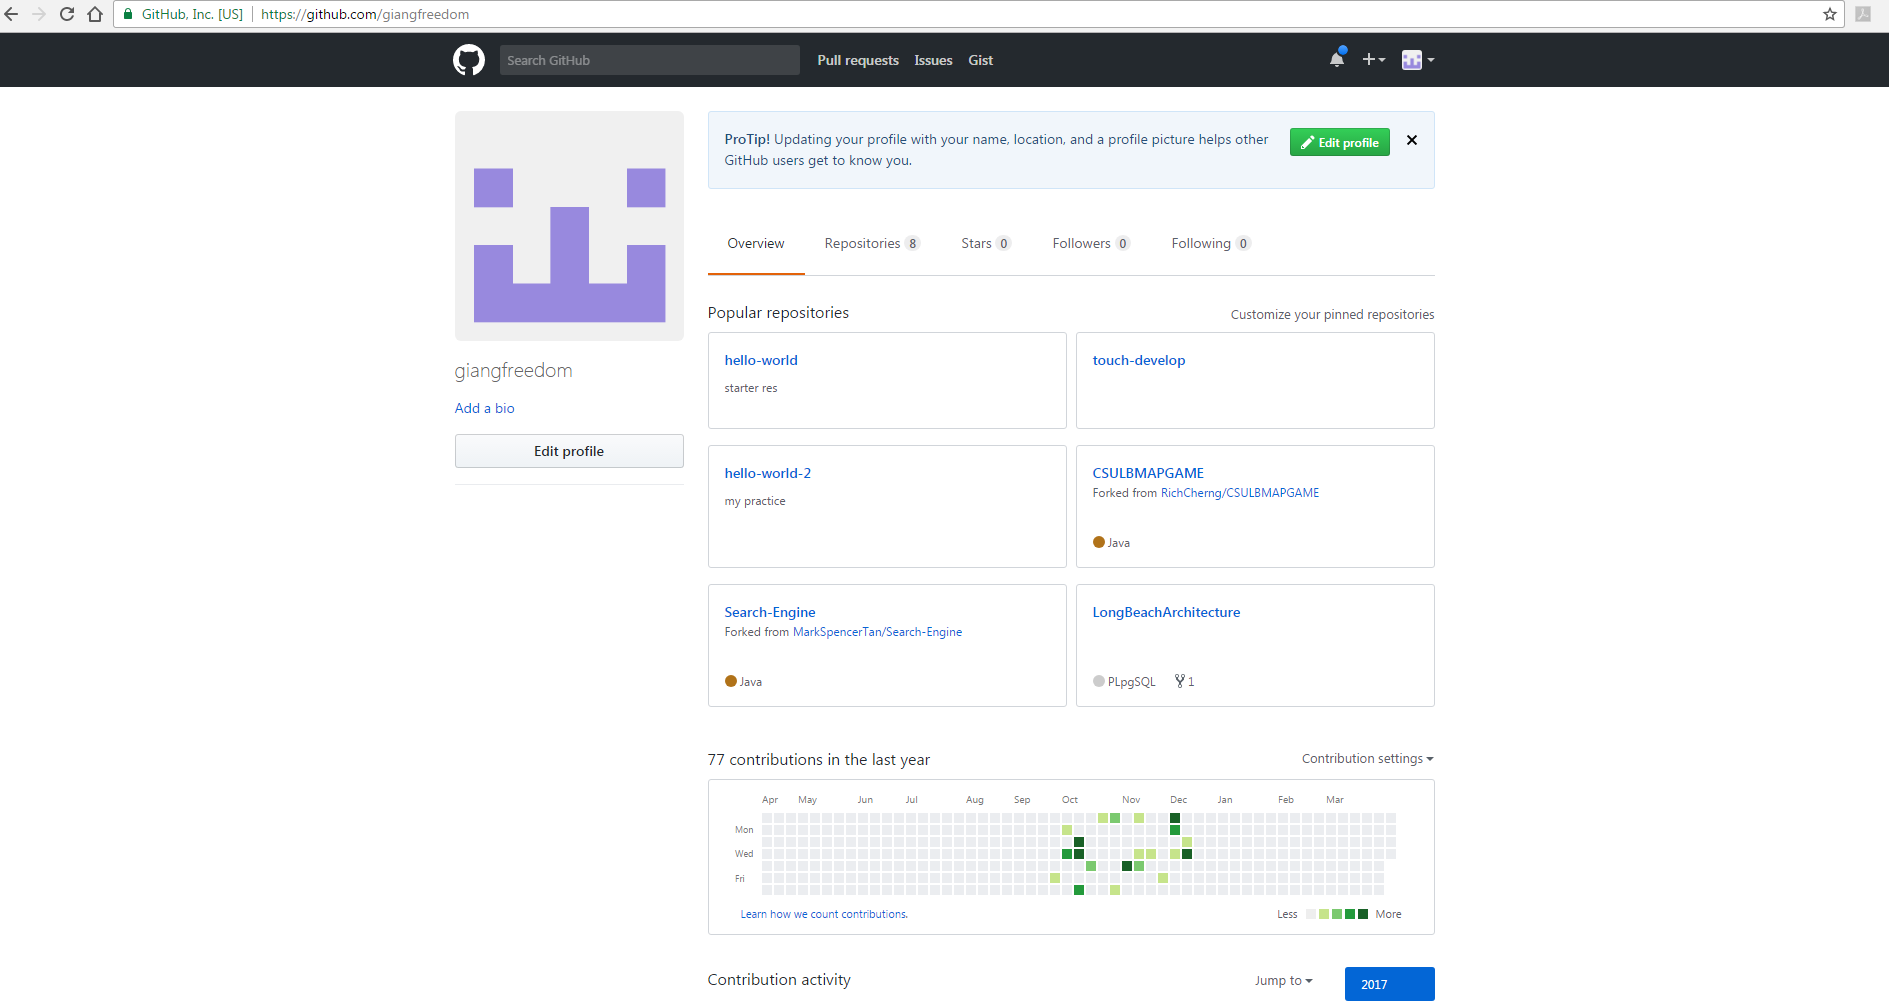 GitHub, Inc. [US] https://github.com/giangfreedom
Search GitHub Pull requests Issues Gist
ProTip! Updating your profile with your name, location, and a profile picture helps other
GitHub users get to know you.
Edit profile
Overview Repositories 8 Stars 0 Followers 0 Following 0
giangfreedom
Add a bio
Edit profile
Popular repositories Customize your pinned repositories
hello-world
starter res
touch-develop
hello-world-2
my practice
CSULBMAPGAME
Forked from RichCherng/CSULBMAPGAME
Java
Search-Engine
Forked from MarkSpencerTan/Search-Engine
Java
LongBeachArchitecture
PLpgSQL 1
77 contributions in the last year Contribution settings
Apr May Jun Jul Aug Sep Oct Nov Dec Jan Feb Mar
Mon
Wed
Fri
Learn how we count contributions. Less More
Contribution activity Jump to 2017